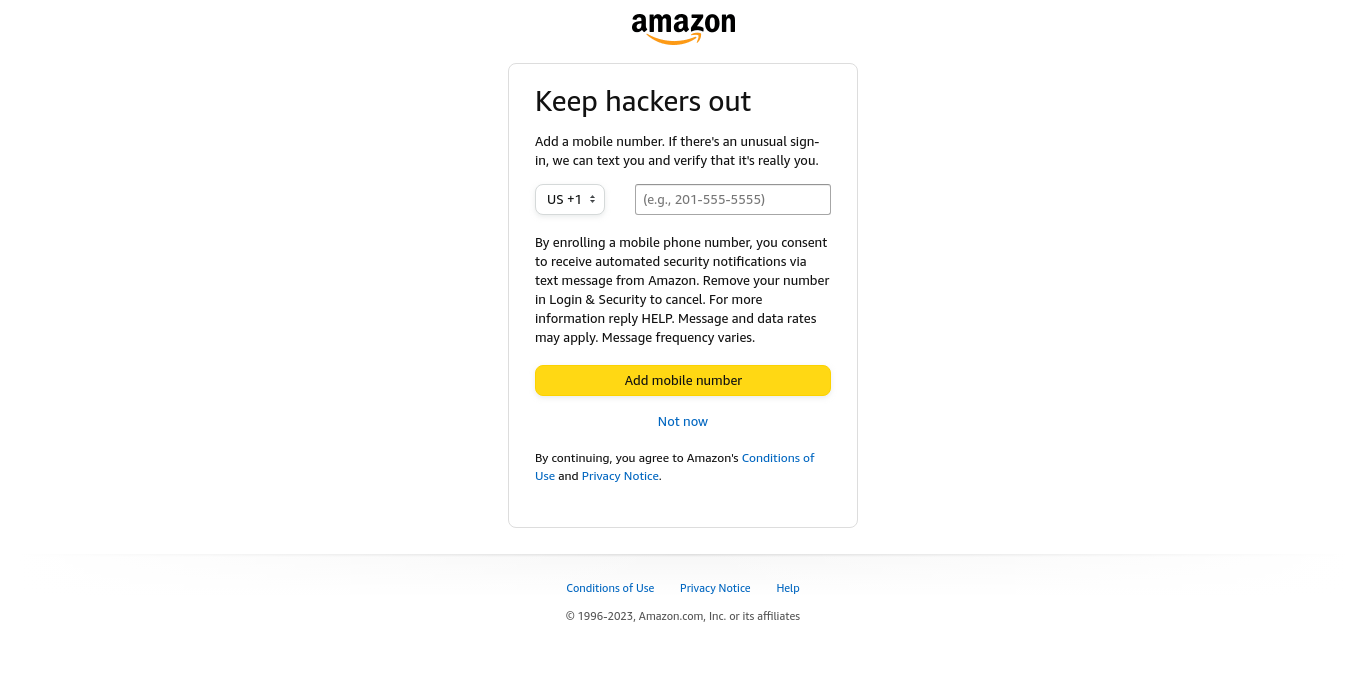 amazon
Keep hackers out
Add a mobile number. If there's an unusual sign-
in, we can text you and verify that it's really you.
US +1 (e.g., 201-555-5555)
By enrolling a mobile phone number, you consent
to receive automated security notifications via
text message from Amazon. Remove your number
in Login & Security to cancel. For more
information reply HELP. Message and data rates
may apply. Message frequency varies.
Add mobile number
Not now
By continuing, you agree to Amazon's Conditions of
Use and Privacy Notice.
Conditions of Use Privacy Notice Help
© 1996-2023, Amazon.com, Inc. or its affiliates